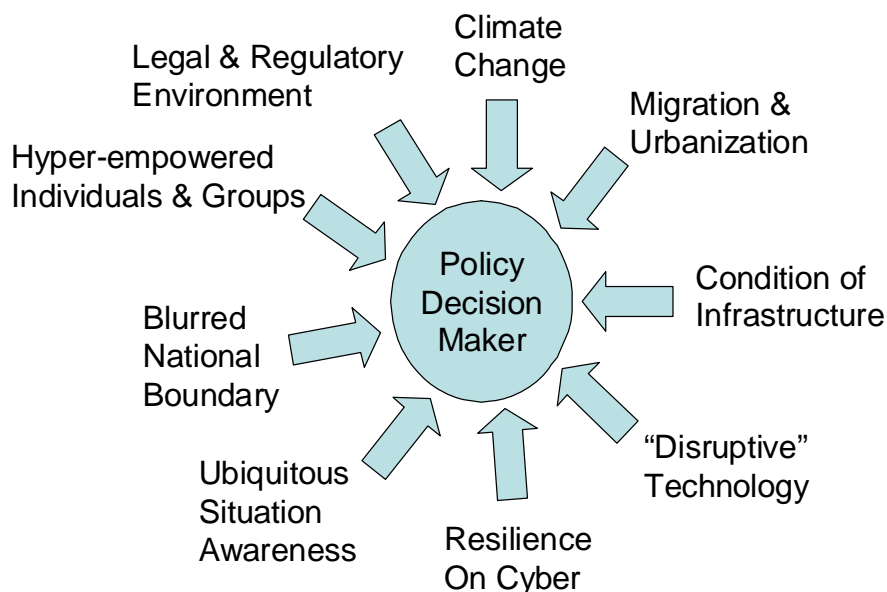 Climate
Change
Legal & Regulatory
Environment
Migration &
Urbanization
Hyper-empowered
Individuals & Groups
Policy
Decision
Maker
Condition of
Infrastructure
Blurred
National
Boundary
“Disruptive”
Technology
Ubiquitous
Situation
Awareness
Resilience
On Cyber